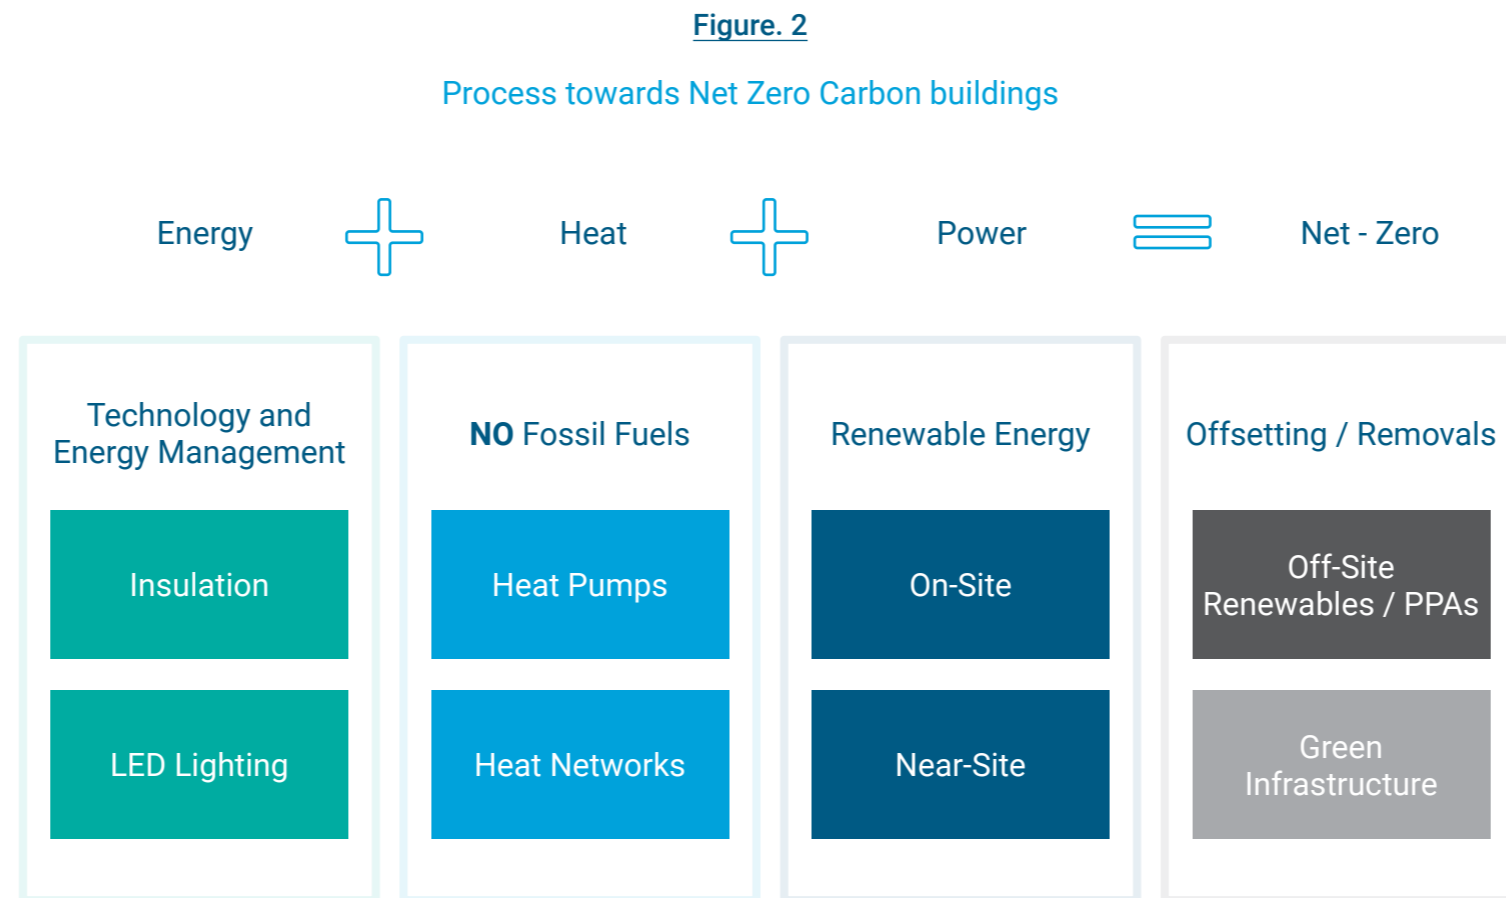 Figure. 2
Process towards Net Zero Carbon buildings
Energy
Heat
Power
Net - Zero
Technology and
Energy Management
Insulation
LED Lighting
NO Fossil Fuels
Heat Pumps
Heat Networks
Renewable Energy
On-Site
Near-Site
Offsetting / Removals
Off-Site
Renewables / PPAs
Green
Infrastructure